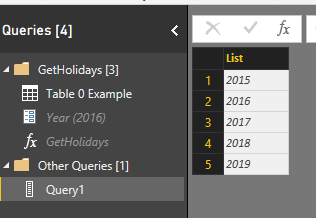 Queries [4]
GetHolidays [3]
Table 0 Example
Year (2016)
fx GetHolidays
Other Queries [1]
Query1
fx
List
1 2015
2 2016
3 2017
4 2018
5 2019